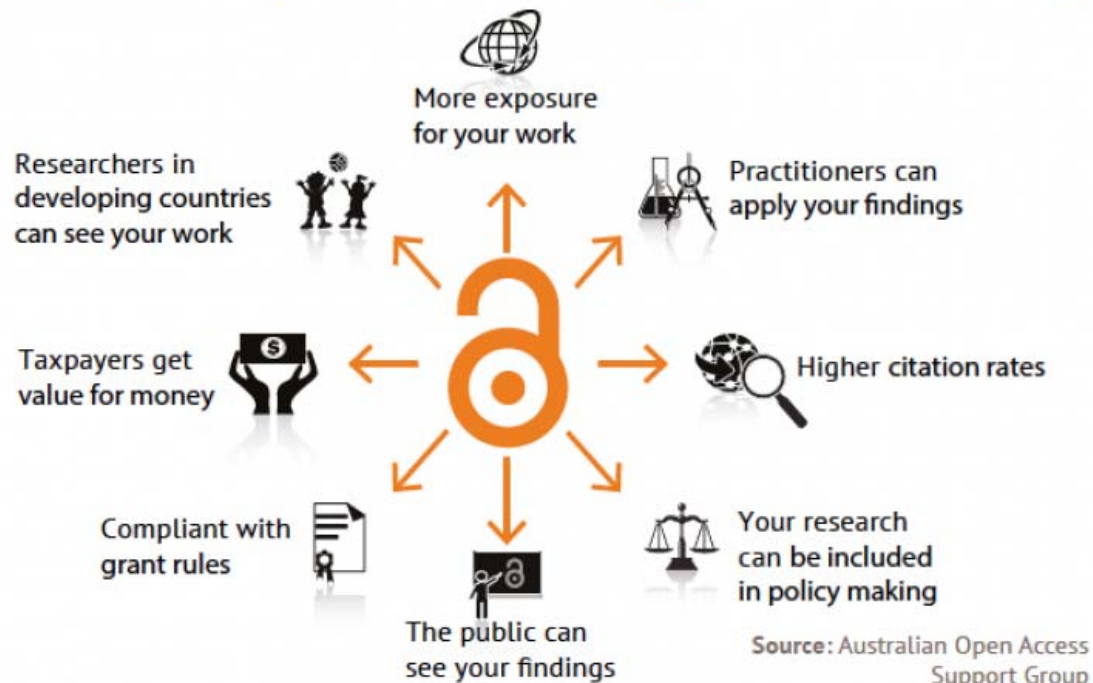 More exposure
for your work
Practitioners can
apply your findings
Higher citation rates
Your research
can be included
in policy making
The public can
see your findings
Compliant with
grant rules
Taxpayers get
value for money
Researchers in
developing countries
can see your work
$
Source: Australian Open Access
Support Group